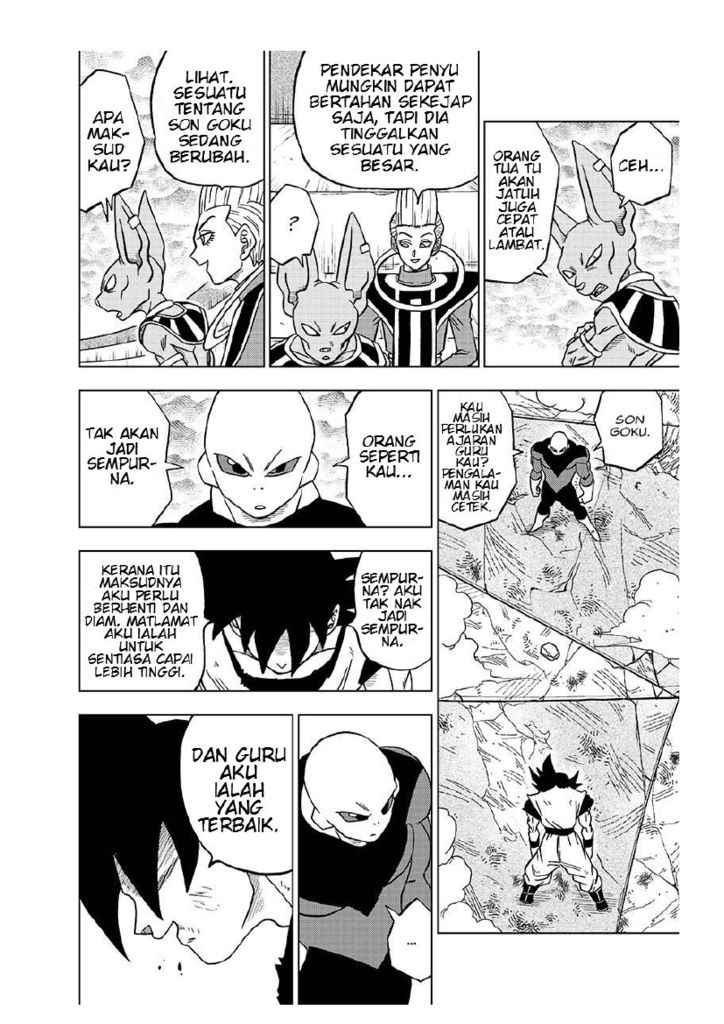 CEH...
ORANG
TUA TU
AKAN
JATUH
JUGA
CEPAT
ATAU
LAMBAT.
PENDEKAR PENYU
MUNGKIN DAPAT
BERTAHAN SEKEJAP
SAJA, TAPI DIA
TINGGALKAN
SESUATU YANG
BESAR.
?
LIHAT.
SESUATU
TENTANG
SON GOKU
SEDANG
BERUBAH.
APA
MAK-
SUD
KAU?
SON
GOKU.
KAU
MASIH
PERLUKAN
AJARAN
GURU
KAU?
PENGALA-
MAN KAU
MASIH
CETEK.
ORANG
SEPERTI
KAU...
TAK AKAN
JADI
SEMPUR-
NA.
SEMPUR-
NA? AKU
TAK NAK
JADI
SEMPUR-
NA.
KERANA ITU
MAKSUDNYA
AKU PERLU
BERHENTI DAN
DIAM. MATLAMAT
AKU IALAH
UNTUK
SENTIASA CAPAI
LEBIH TINGGI.
...
DAN GURU
AKU
IALAH
YANG
TERBAIK.